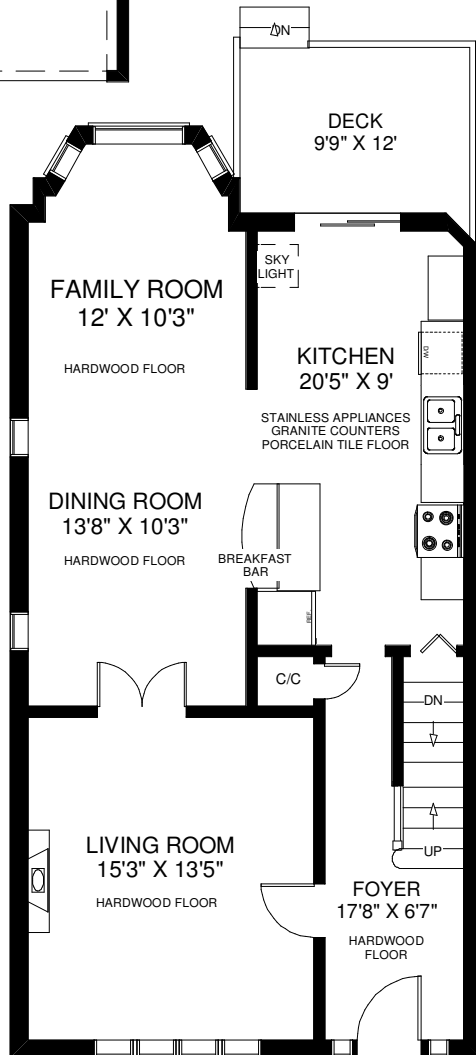 DN
DECK
9'9" X 12'
SKY
LIGHT
FAMILY ROOM
12' X 10'3"
HARDWOOD FLOOR
KITCHEN
20'5" X 9'
STAINLESS APPLIANCES
GRANITE COUNTERS
PORCELAIN TILE FLOOR
DW
DINING ROOM
13'8" X 10'3"
HARDWOOD FLOOR
BREAKFAST
BAR
REF.
C/C
DN
UP
LIVING ROOM
15'3" X 13'5"
HARDWOOD FLOOR
FOYER
17'8" X 6'7"
HARDWOOD
FLOOR